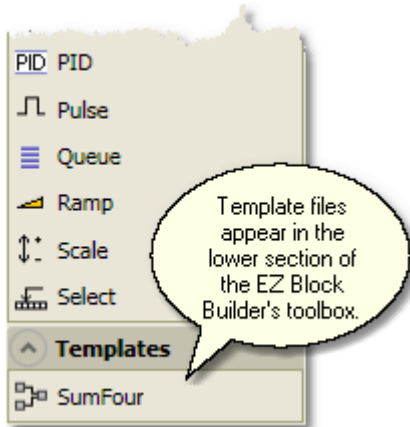 PID PID
Pulse
Queue
Ramp
Scale
Select
Template files
appear in the
lower section of
the EZ Block
Builder's toolbox.
Templates
SumFour